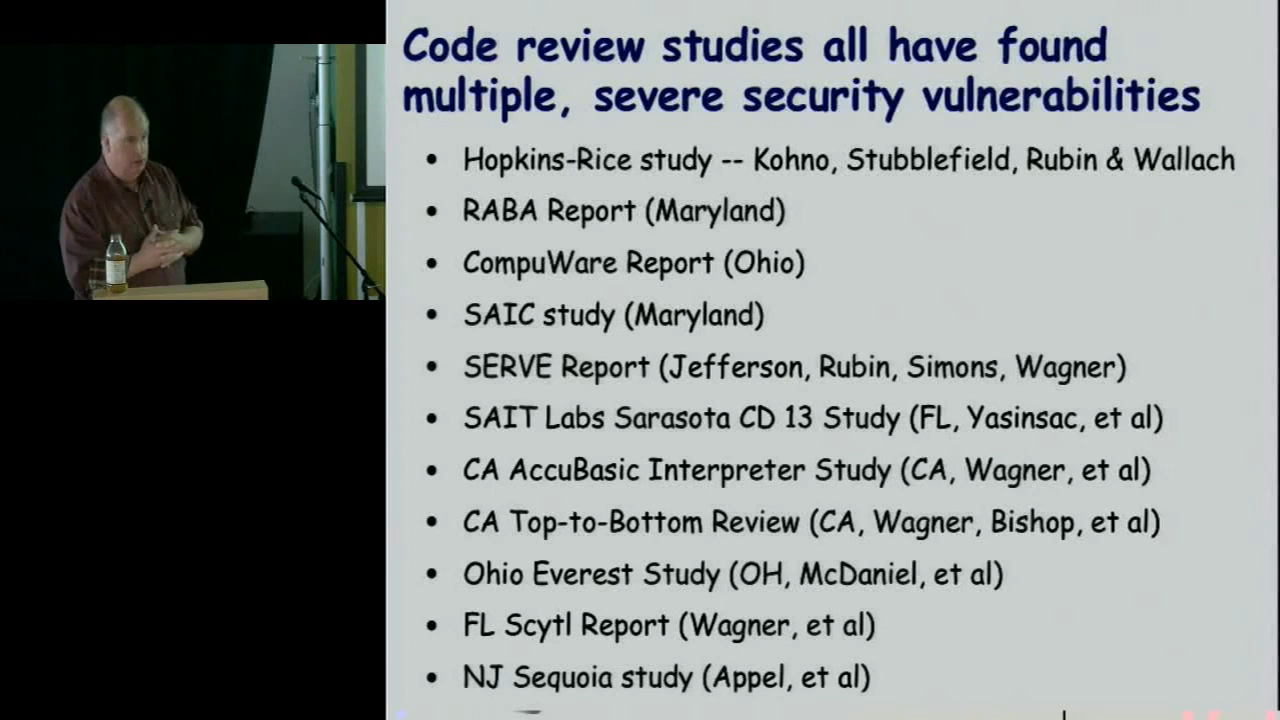 Code review studies all have found
multiple, severe security vulnerabilities
• Hopkins-Rice study -- Kohno, Stubblefield, Rubin & Wallach
• RABA Report (Maryland)
• CompuWare Report (Ohio)
• SAIC study (Maryland)
• SERVE Report (Jefferson, Rubin, Simons, Wagner)
• SAIT Labs Sarasota CD 13 Study (FL, Yasinsac, et al)
• CA AccuBasic Interpreter Study (CA, Wagner, et al)
• CA Top-to-Bottom Review (CA, Wagner, Bishop, et al)
• Ohio Everest Study (OH, McDaniel, et al)
• FL Scytl Report (Wagner, et al)
• NJ Sequoia study (Appel, et al)